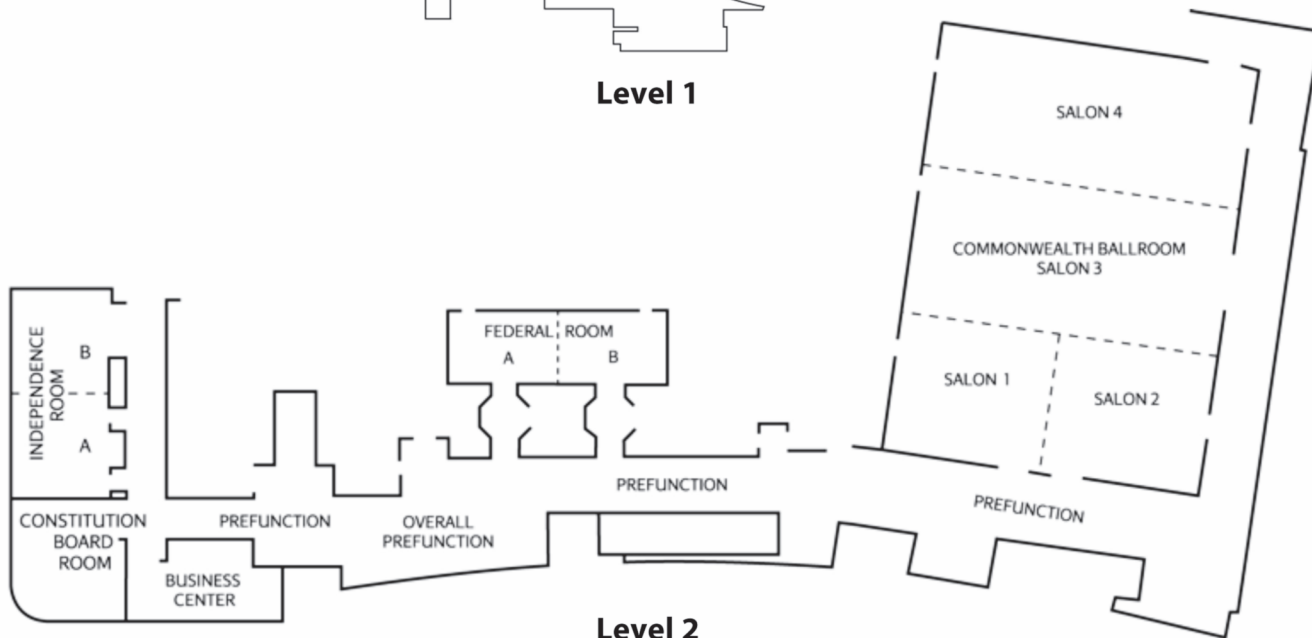 Level 1
SALON 4
COMMONWEALTH BALLROOM
SALON 3
SALON 1
SALON 2
INDEPENDENCE
ROOM
B
A
FEDERAL ROOM
A B
CONSTITUTION
BOARD
ROOM
PREFUNCTION
OVERALL
PREFUNCTION
PREFUNCTION
PREFUNCTION
BUSINESS
CENTER
Level 2